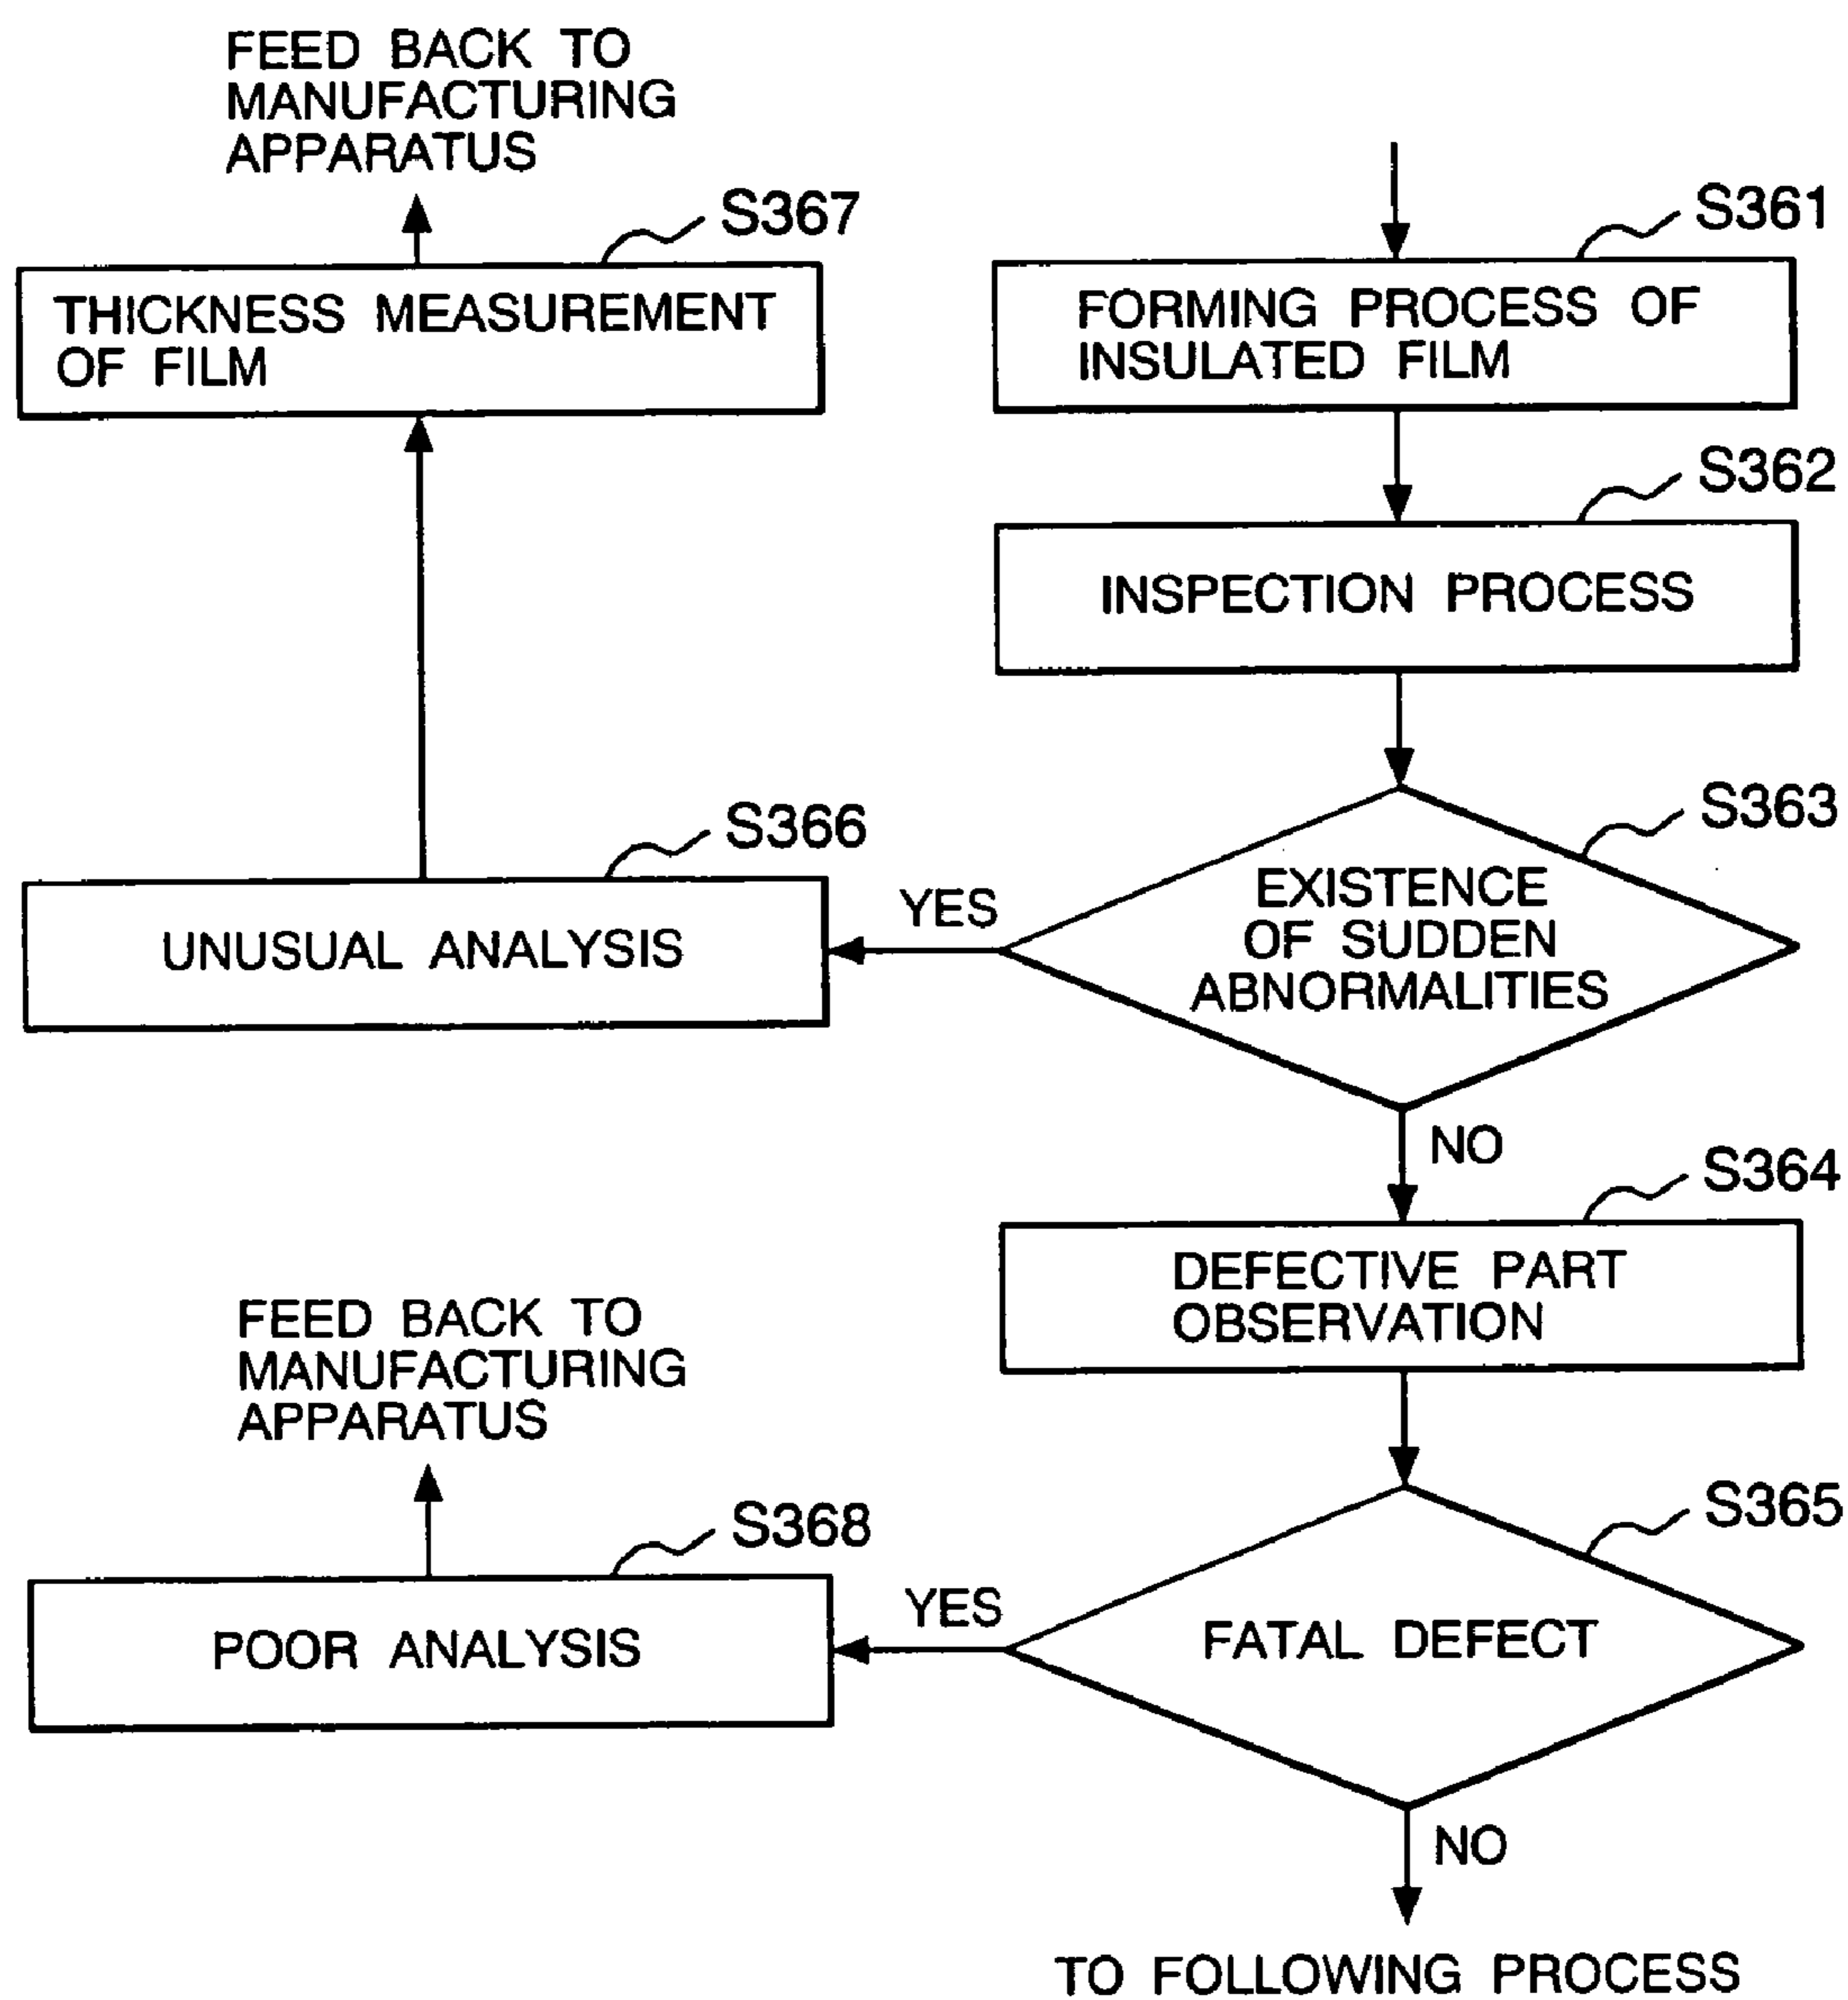 FEED BACK TO
MANUFACTURING
APPARATUS
S367
THICKNESS MEASUREMENT
OF FILM
S361
FORMING PROCESS OF
INSULATED FILM
S362
INSPECTION PROCESS
S363
EXISTENCE
OF SUDDEN
ABNORMALITIES
YES
S366
UNUSUAL ANALYSIS
NO
S364
DEFECTIVE PART
OBSERVATION
FEED BACK TO
MANUFACTURING
APPARATUS
S365
FATAL DEFECT
YES
S368
POOR ANALYSIS
NO
TO FOLLOWING PROCESS